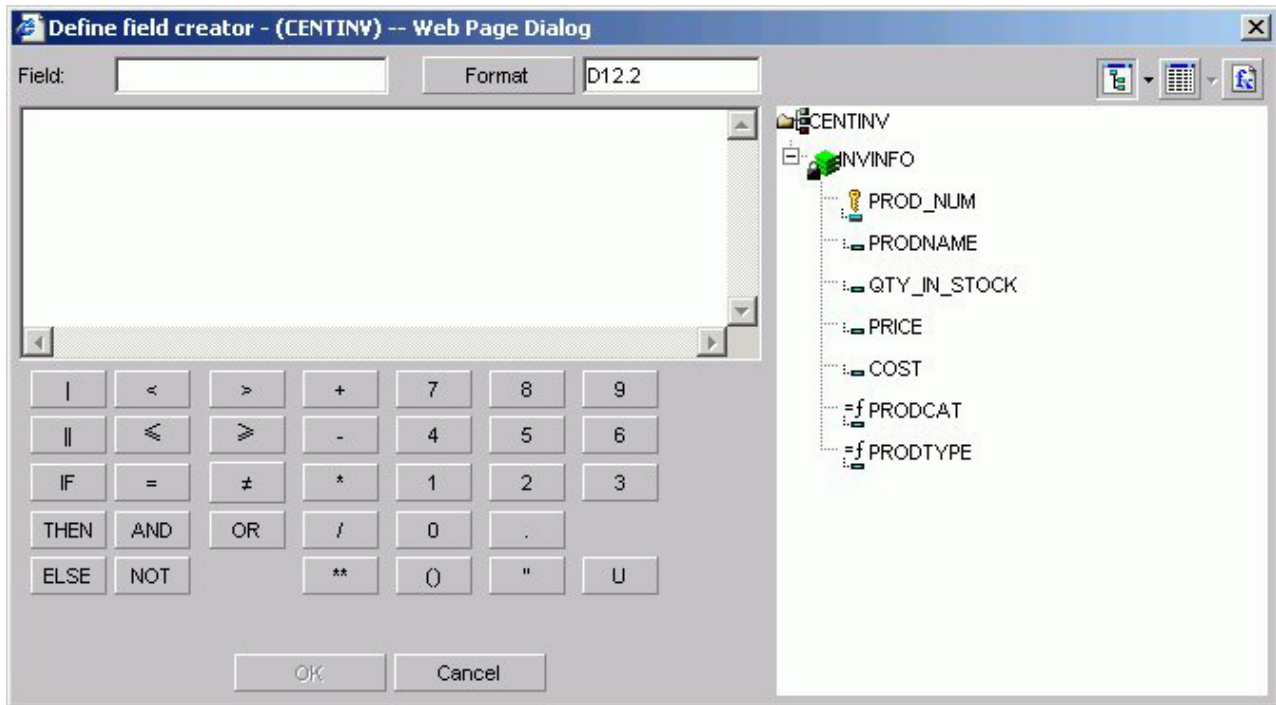 Define field creator - (CENTINV) -- Web Page Dialog
Field: Format D12.2
CENTINV
INVINFO
PROD_NUM
PRODNAME
QTY_IN_STOCK
PRICE
COST
PRODCAT
PRODTYPE
| < > + 7 8 9
|| ≤ ≥ - 4 5 6
IF = ≠ * 1 2 3
THEN AND OR / 0 .
ELSE NOT ** () " U
OK Cancel